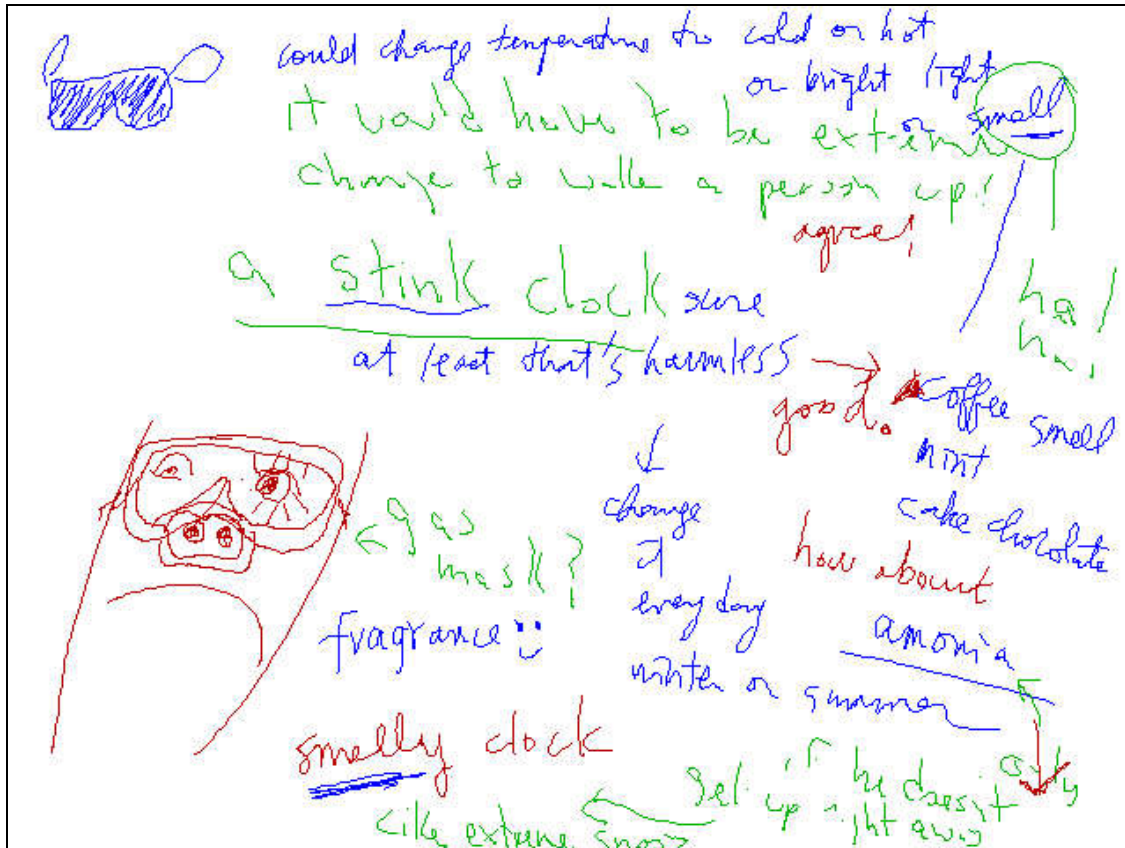 could change temperature to cold or hot
or bright light
or smell
it would have to be extreme
change to wake a person up!
agree!
a stink clock sure
ha! ha!
at least that's harmless
good.
coffee smell
mint
cake chocolate
change
it
every day
winter or summer
how about
amonia
gas
mask?
fragrance
smelly clock
only
if he doesn't
get up right away
like extreme snooz